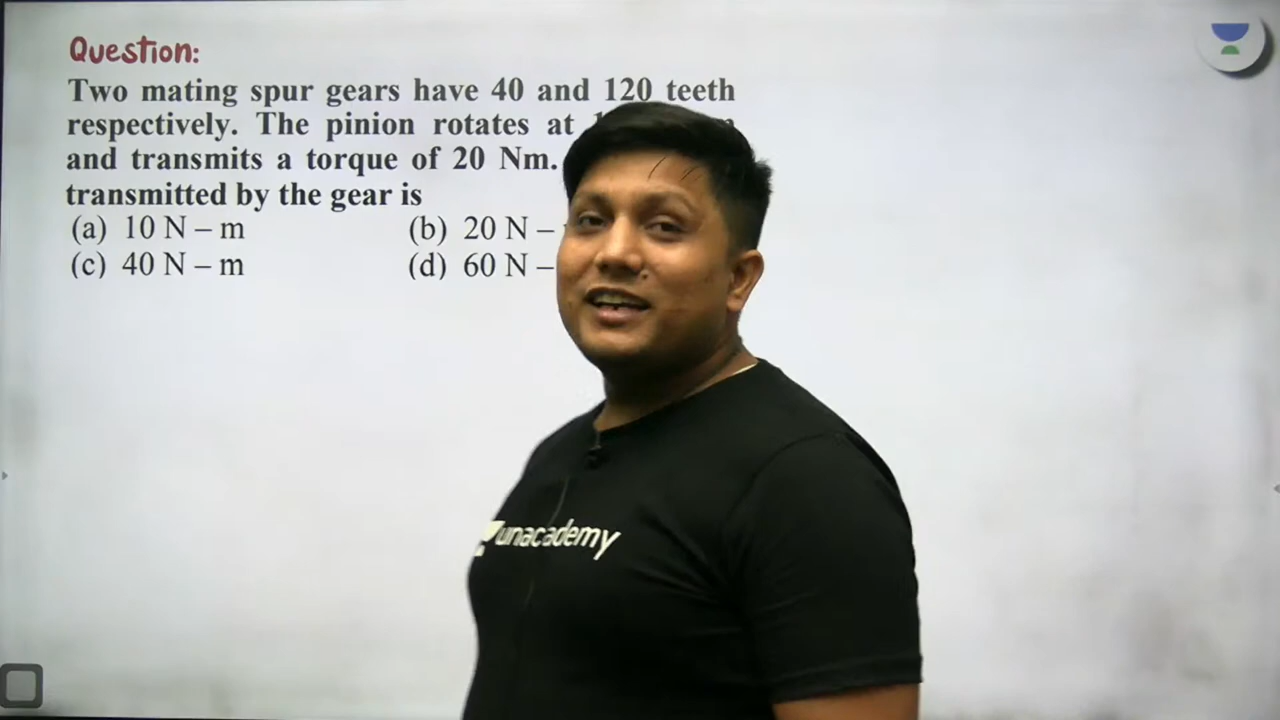 Question:
Two mating spur gears have 40 and 120 teeth
respectively. The pinion rotates at
and transmits a torque of 20 Nm.
transmitted by the gear is
(a) 10 N – m (b) 20 N –
(c) 40 N – m (d) 60 N –
unacademy